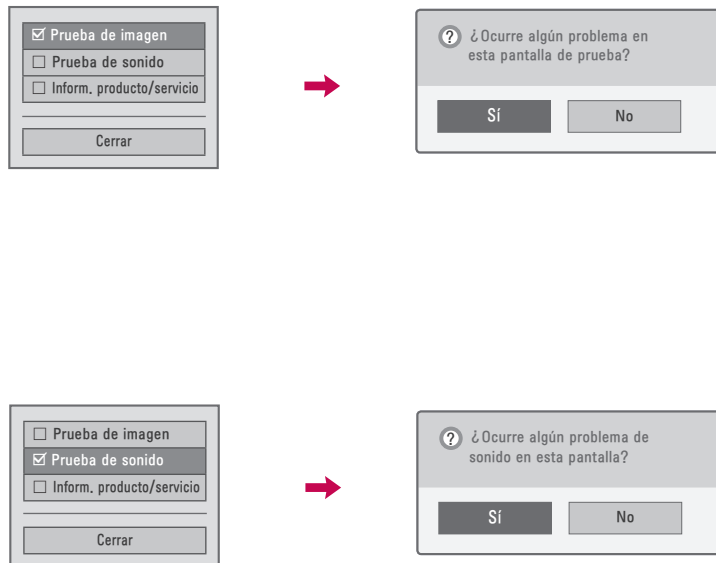 Prueba de imagen
Prueba de sonido
Inform. producto/servicio
Cerrar
? ¿Ocurre algún problema en
esta pantalla de prueba?
Sí
No
Prueba de imagen
Prueba de sonido
Inform. producto/servicio
Cerrar
? ¿Ocurre algún problema de
sonido en esta pantalla?
Sí
No